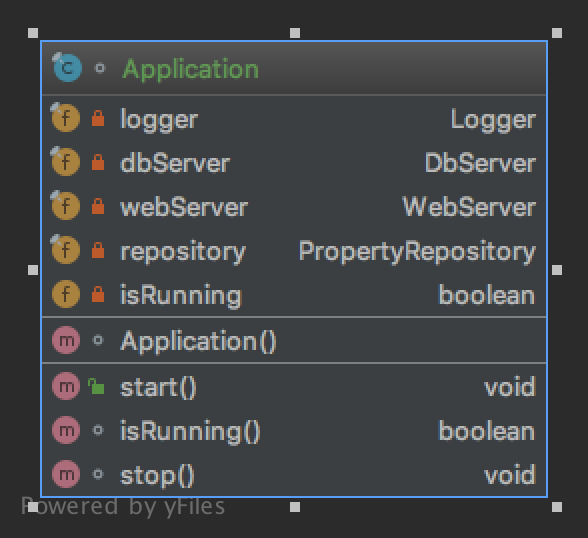 C Application
f logger Logger
f dbServer DbServer
f webServer WebServer
f repository PropertyRepository
f isRunning boolean
m Application()
m start() void
m isRunning() boolean
m stop() void
Powered by yFiles